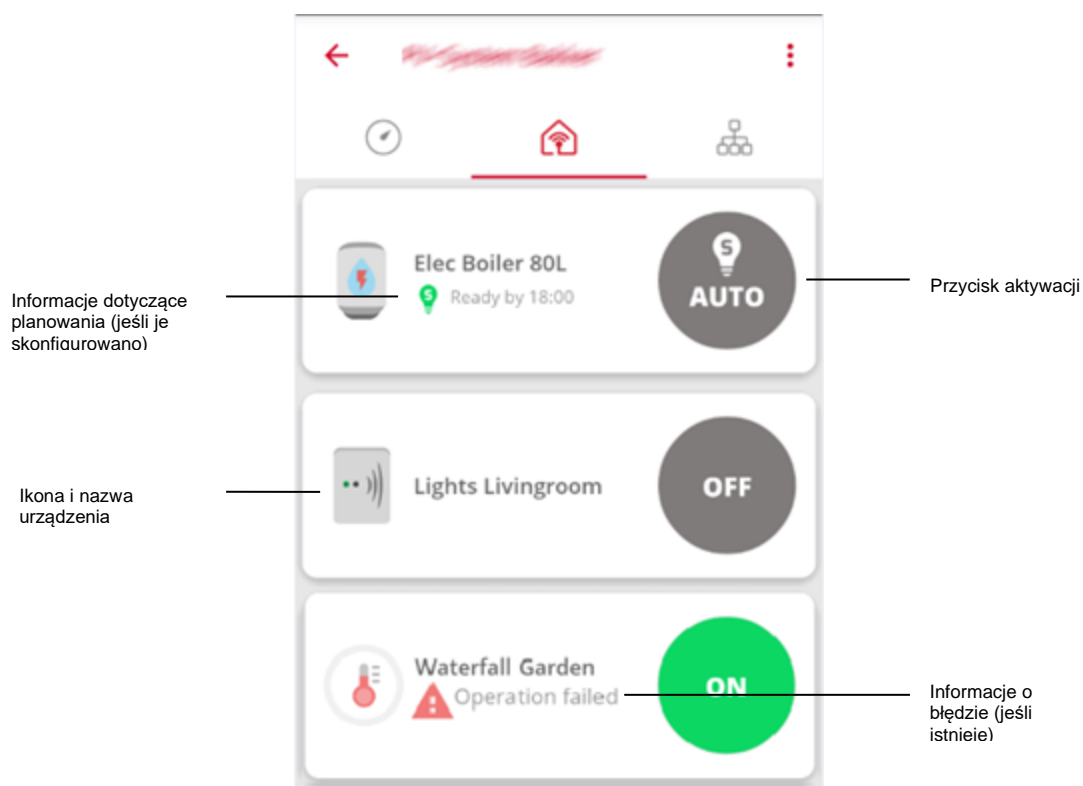 Elec Boiler 80L
Ready by 18:00
S
AUTO
Przycisk aktywacji
Informacje dotyczące
planowania (jeśli je
skonfigurowano)
Lights Livingroom
OFF
Ikona i nazwa
urządzenia
Waterfall Garden
Operation failed
ON
Informacje o
błędzie (jeśli
istnieje)